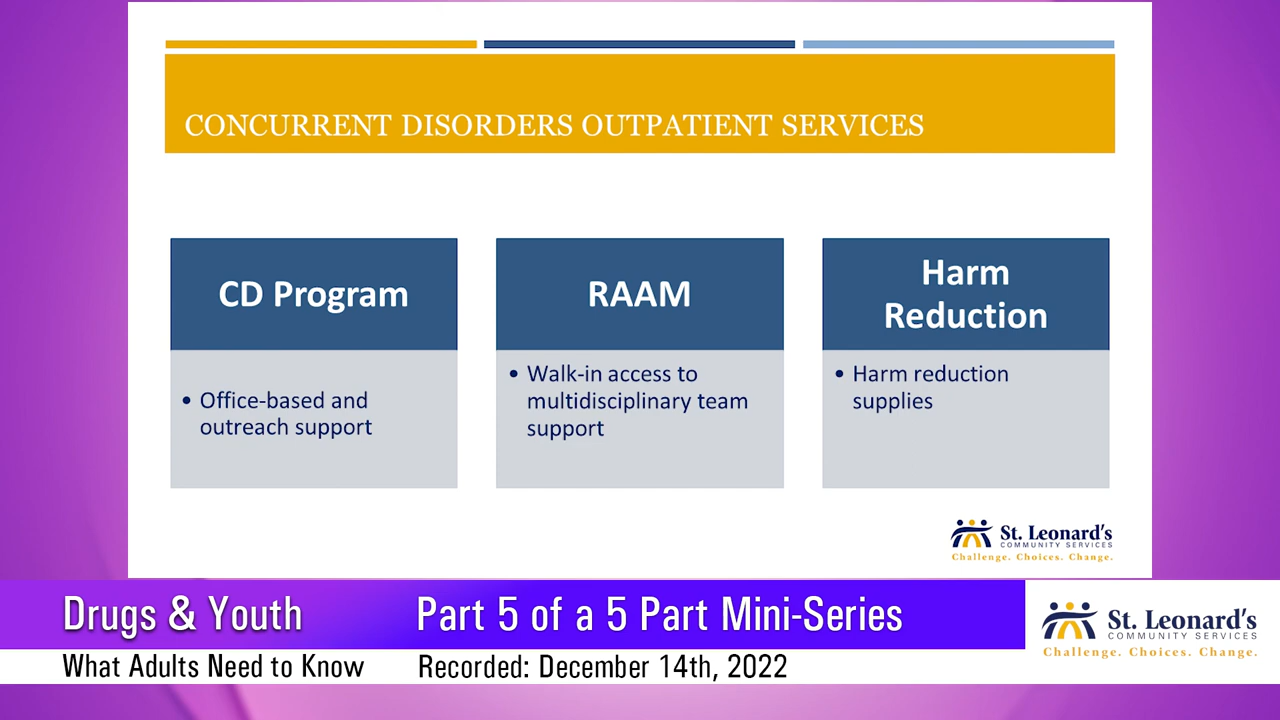 CONCURRENT DISORDERS OUTPATIENT SERVICES
CD Program
• Office-based and
outreach support
RAAM
• Walk-in access to
multidisciplinary team
support
Harm
Reduction
• Harm reduction
supplies
St. Leonard's
COMMUNITY SERVICES
Challenge. Choices. Change.
Drugs & Youth
Part 5 of a 5 Part Mini-Series
What Adults Need to Know
Recorded: December 14th, 2022
St. Leonard's
COMMUNITY SERVICES
Challenge. Choices. Change.